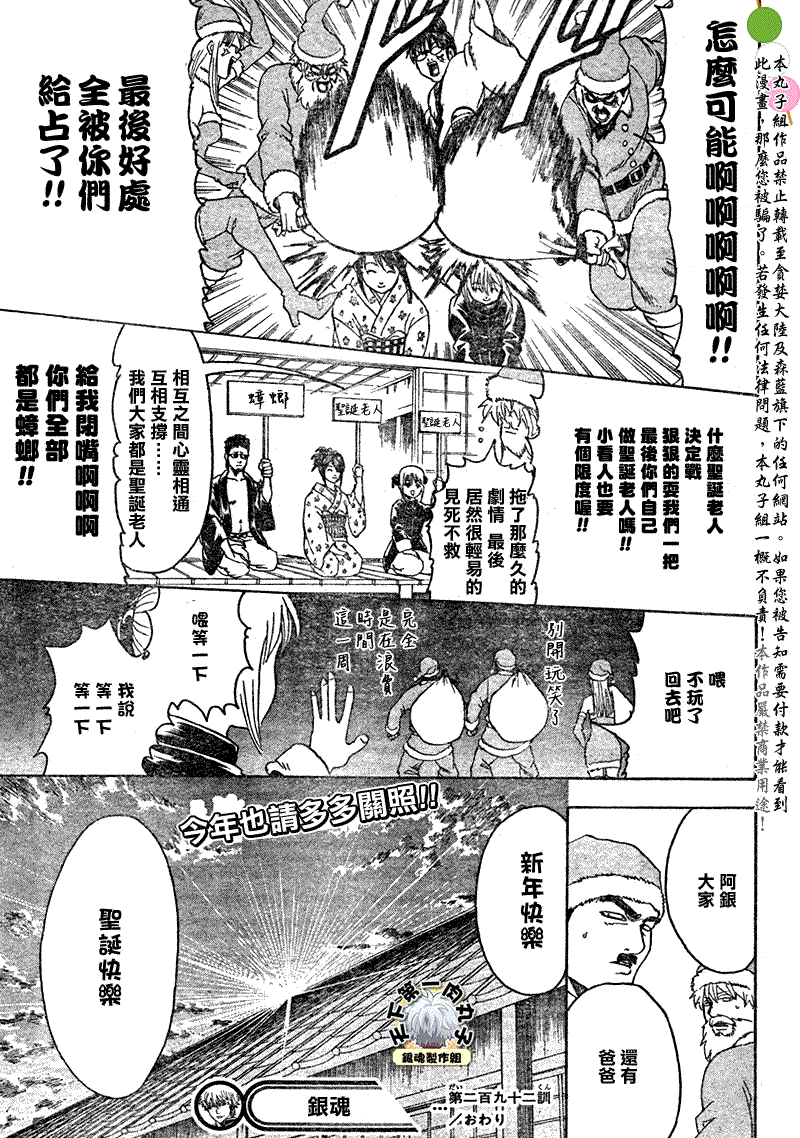 怎麼可能啊啊啊啊啊!!
最後好處
全被你們
給占了!!
什麼聖誕老人
決定戰
狠狠的耍我們一把
最後你們自己
做聖誕老人嗎!!
小看人也要
有個限度喔!!
拖了那麼久的
劇情 最後
居然很輕易的
見死不救
聖誕老人
聖誕老人
蟑螂
相互之間心靈相通
互相支撐……
我們大家都是聖誕老人
給我閉嘴啊啊啊
你們全部
都是蟑螂!!
喂
不玩了
回去吧
別開玩笑了
完全
是在浪費
時間
這一周
喂等一下
我說
等一下
等一下
阿銀
大家
還有
爸爸
新年快樂
今年也請多多關照!!
聖誕快樂
天下第一肉丸子
銀魂製作組
銀魂
第二百九十二訓
だい
くん
…╱おわり
本丸子組作品禁止轉載至貪婪大陸及森藍旗下的任何網站。如果您被告知需要付款才能看到
此漫畫,那麼您被騙了。若發生任何法律問題,本丸子組一概不負責!本作品嚴禁商業用途!